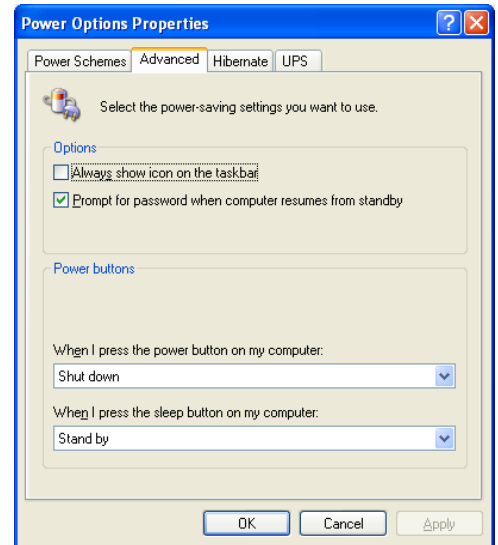 Power Options Properties
Power Schemes Advanced Hibernate UPS
Select the power-saving settings you want to use.
Options
Always show icon on the taskbar
Prompt for password when computer resumes from standby
Power buttons
When I press the power button on my computer:
Shut down
When I press the sleep button on my computer:
Stand by
OK Cancel Apply